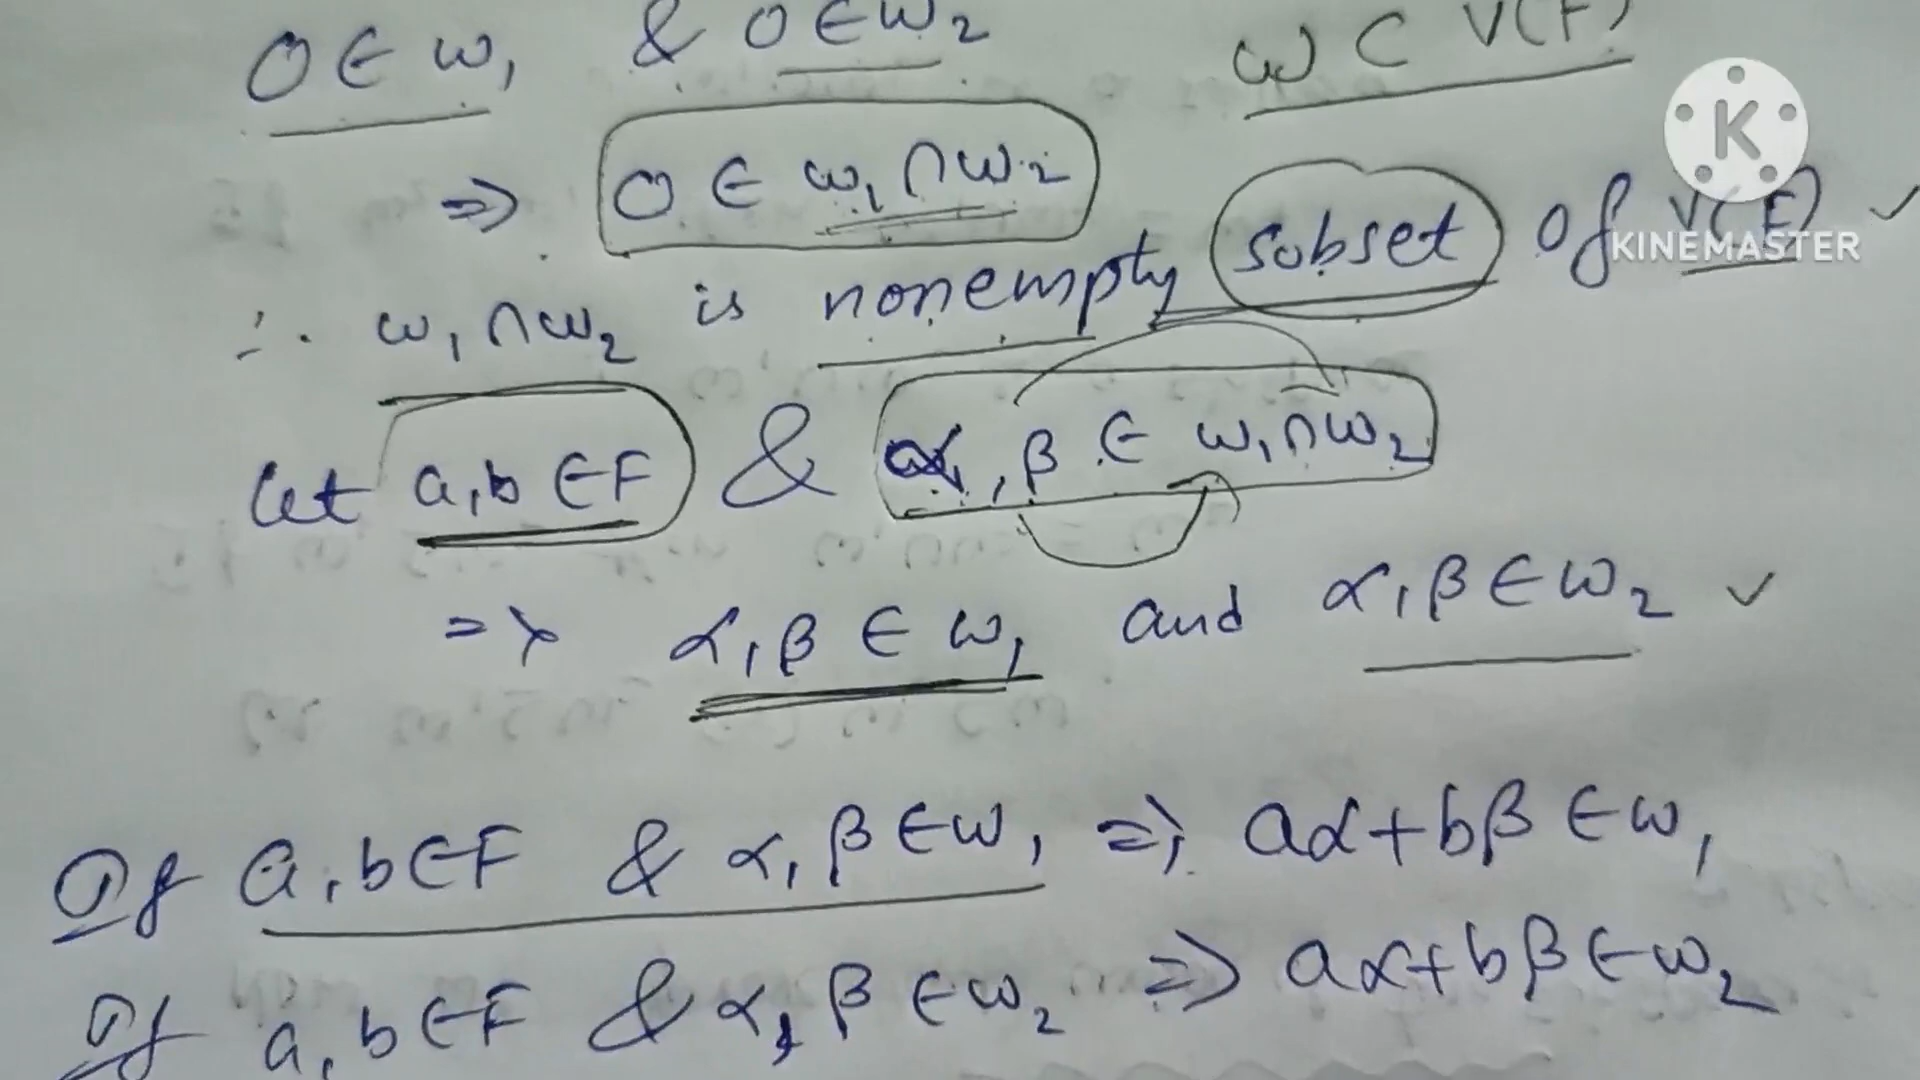 0 ∈ ω₁ & 0 ∈ ω₂ ω ⊂ V(F)
⇒ 0 ∈ ω₁ ∩ ω₂
∴ ω₁ ∩ ω₂ is nonempty subset of V(F) ✓
K
KINEMASTER
let a, b ∈ F & α, β ∈ ω₁ ∩ ω₂
⇒ α, β ∈ ω₁ and α, β ∈ ω₂ ✓
If a, b ∈ F & α, β ∈ ω₁ ⇒ aα + bβ ∈ ω₁
If a, b ∈ F & α, β ∈ ω₂ ⇒ aα + bβ ∈ ω₂